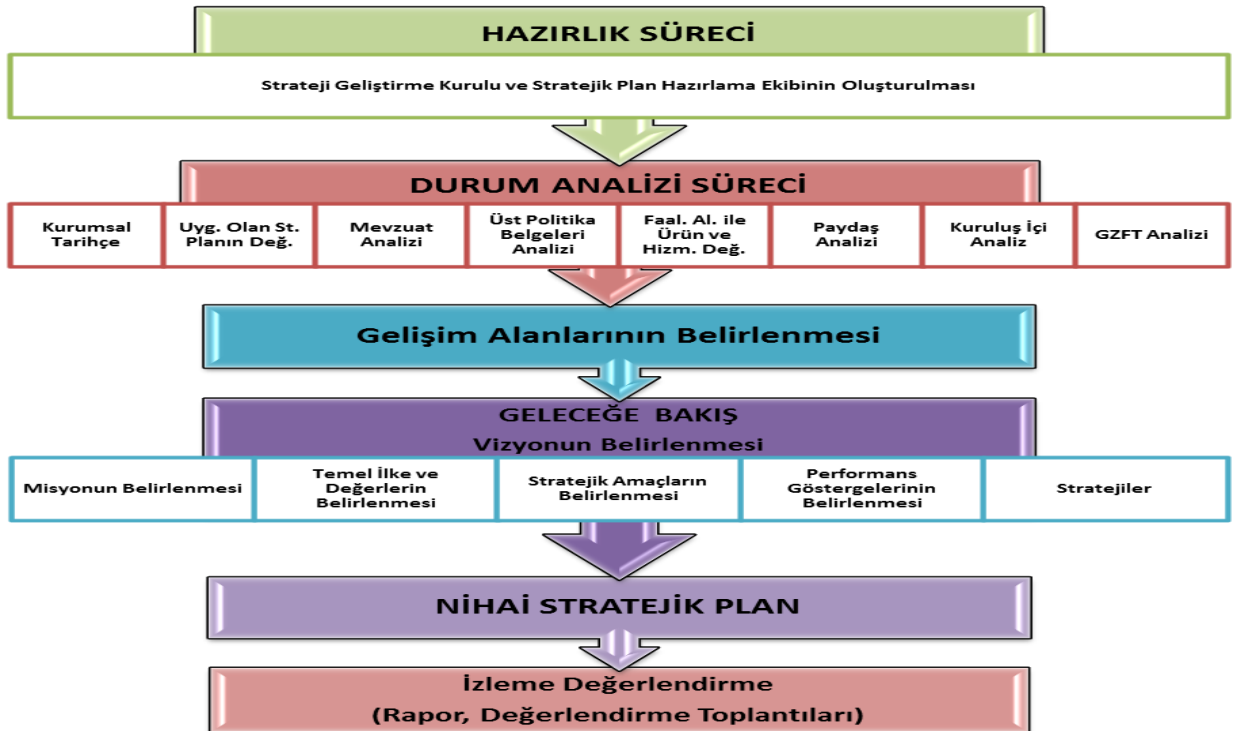 HAZIRLIK SÜRECİ
Strateji Geliştirme Kurulu ve Stratejik Plan Hazırlama Ekibinin Oluşturulması
DURUM ANALİZİ SÜRECİ
Kurumsal
Tarihçe
Uyg. Olan St.
Planın Değ.
Mevzuat
Analizi
Üst Politika
Belgeleri
Analizi
Faal. Al. ile
Ürün ve
Hizm. Değ.
Paydaş
Analizi
Kuruluş İçi
Analiz
GZFT Analizi
Gelişim Alanlarının Belirlenmesi
GELECEĞE BAKIŞ
Vizyonun Belirlenmesi
Misyonun Belirlenmesi
Temel İlke ve
Değerlerin
Belirlenmesi
Stratejik Amaçların
Belirlenmesi
Performans
Göstergelerinin
Belirlenmesi
Stratejiler
NİHAİ STRATEJİK PLAN
İzleme Değerlendirme
(Rapor, Değerlendirme Toplantıları)